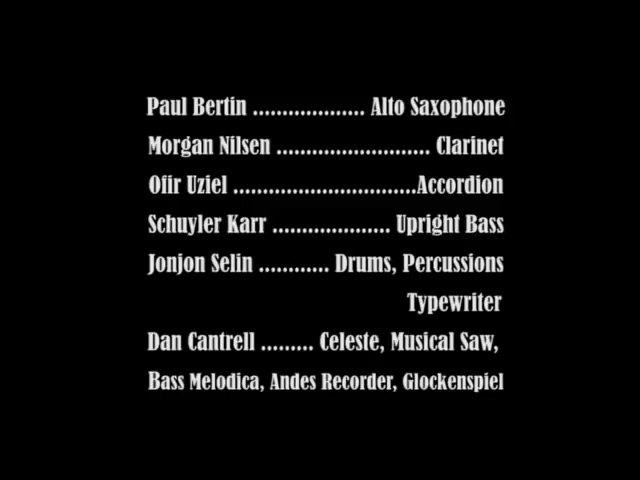 Paul Bertin ................... Alto Saxophone
Morgan Nilsen .......................... Clarinet
Ofir Uziel ...............................Accordion
Schuyler Karr .................... Upright Bass
Jonjon Selin ............ Drums, Percussions
Typewriter
Dan Cantrell ......... Celeste, Musical Saw,
Bass Melodica, Andes Recorder, Glockenspiel